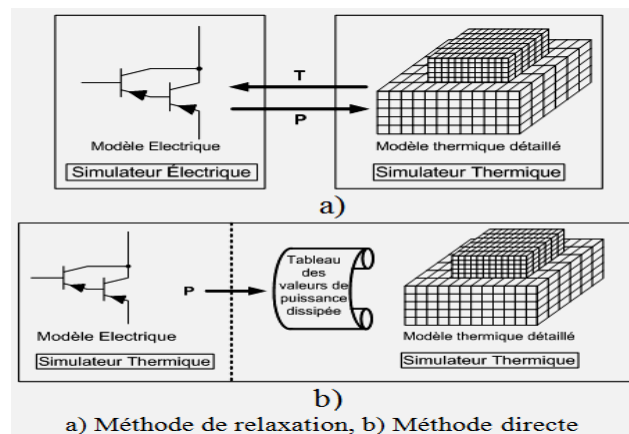 T
P
Modèle Electrique
Simulateur Électrique
Modèle thermique détaillé
Simulateur Thermique
a)
P
Tableau
des
valeurs de
puissance
dissipée
Modèle Electrique
Simulateur Thermique
Modèle thermique détaillé
Simulateur Thermique
b)
a) Méthode de relaxation, b) Méthode directe